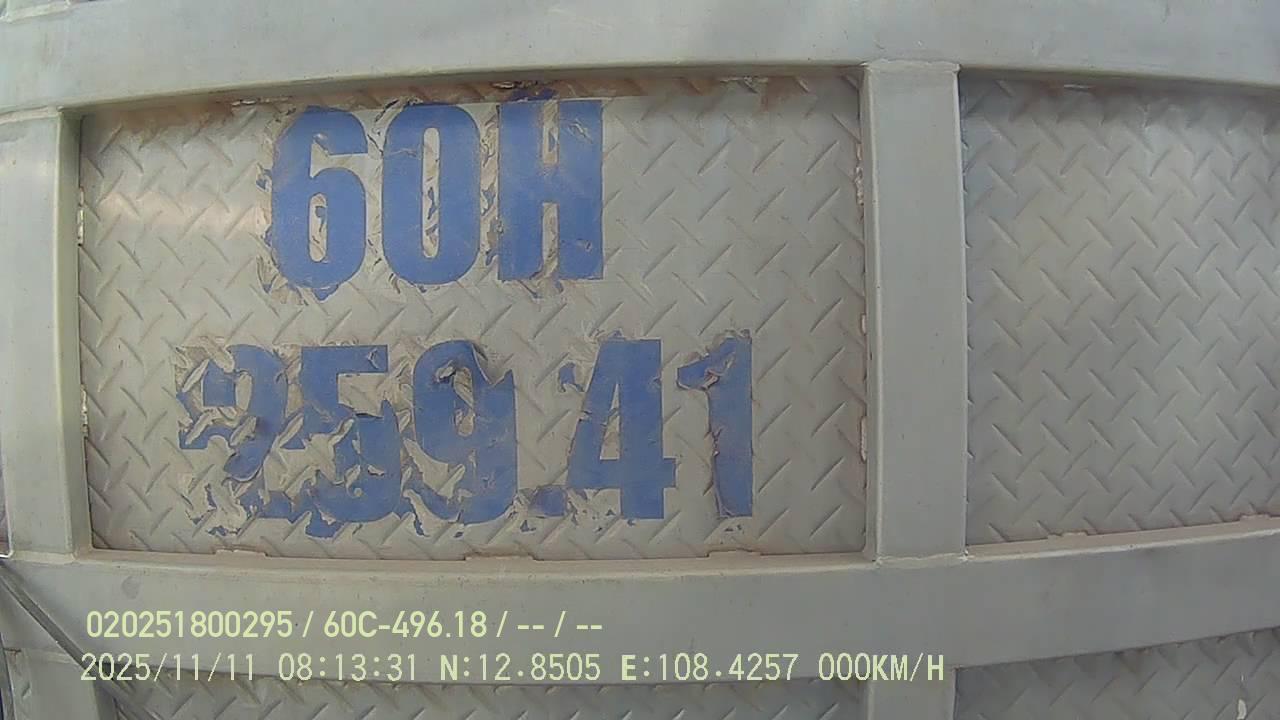 60H
259.41
020251800295 / 60C-496.18 / -- / --
2025/11/11 08:13:31 N:12.8505 E:108.4257 000KM/H